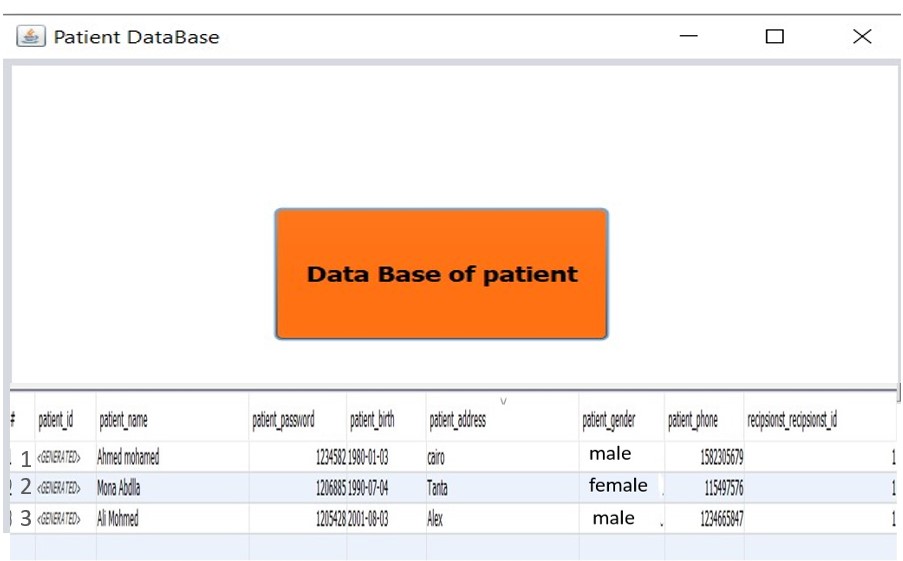 Patient DataBase
Data Base of patient
# patient_id patient_name patient_password patient_birth patient_address patient_gender patient_phone recipsionst_recipsionst_id
1 <GENERATED> Ahmed mohamed 1234582 1980-01-03 cairo male 1582305679 1
2 <GENERATED> Mona Abdlla 1206885 1990-07-04 Tanta female 115497576 1
3 <GENERATED> Ali Mohmed 1205428 2001-08-03 Alex male 1234665847 1